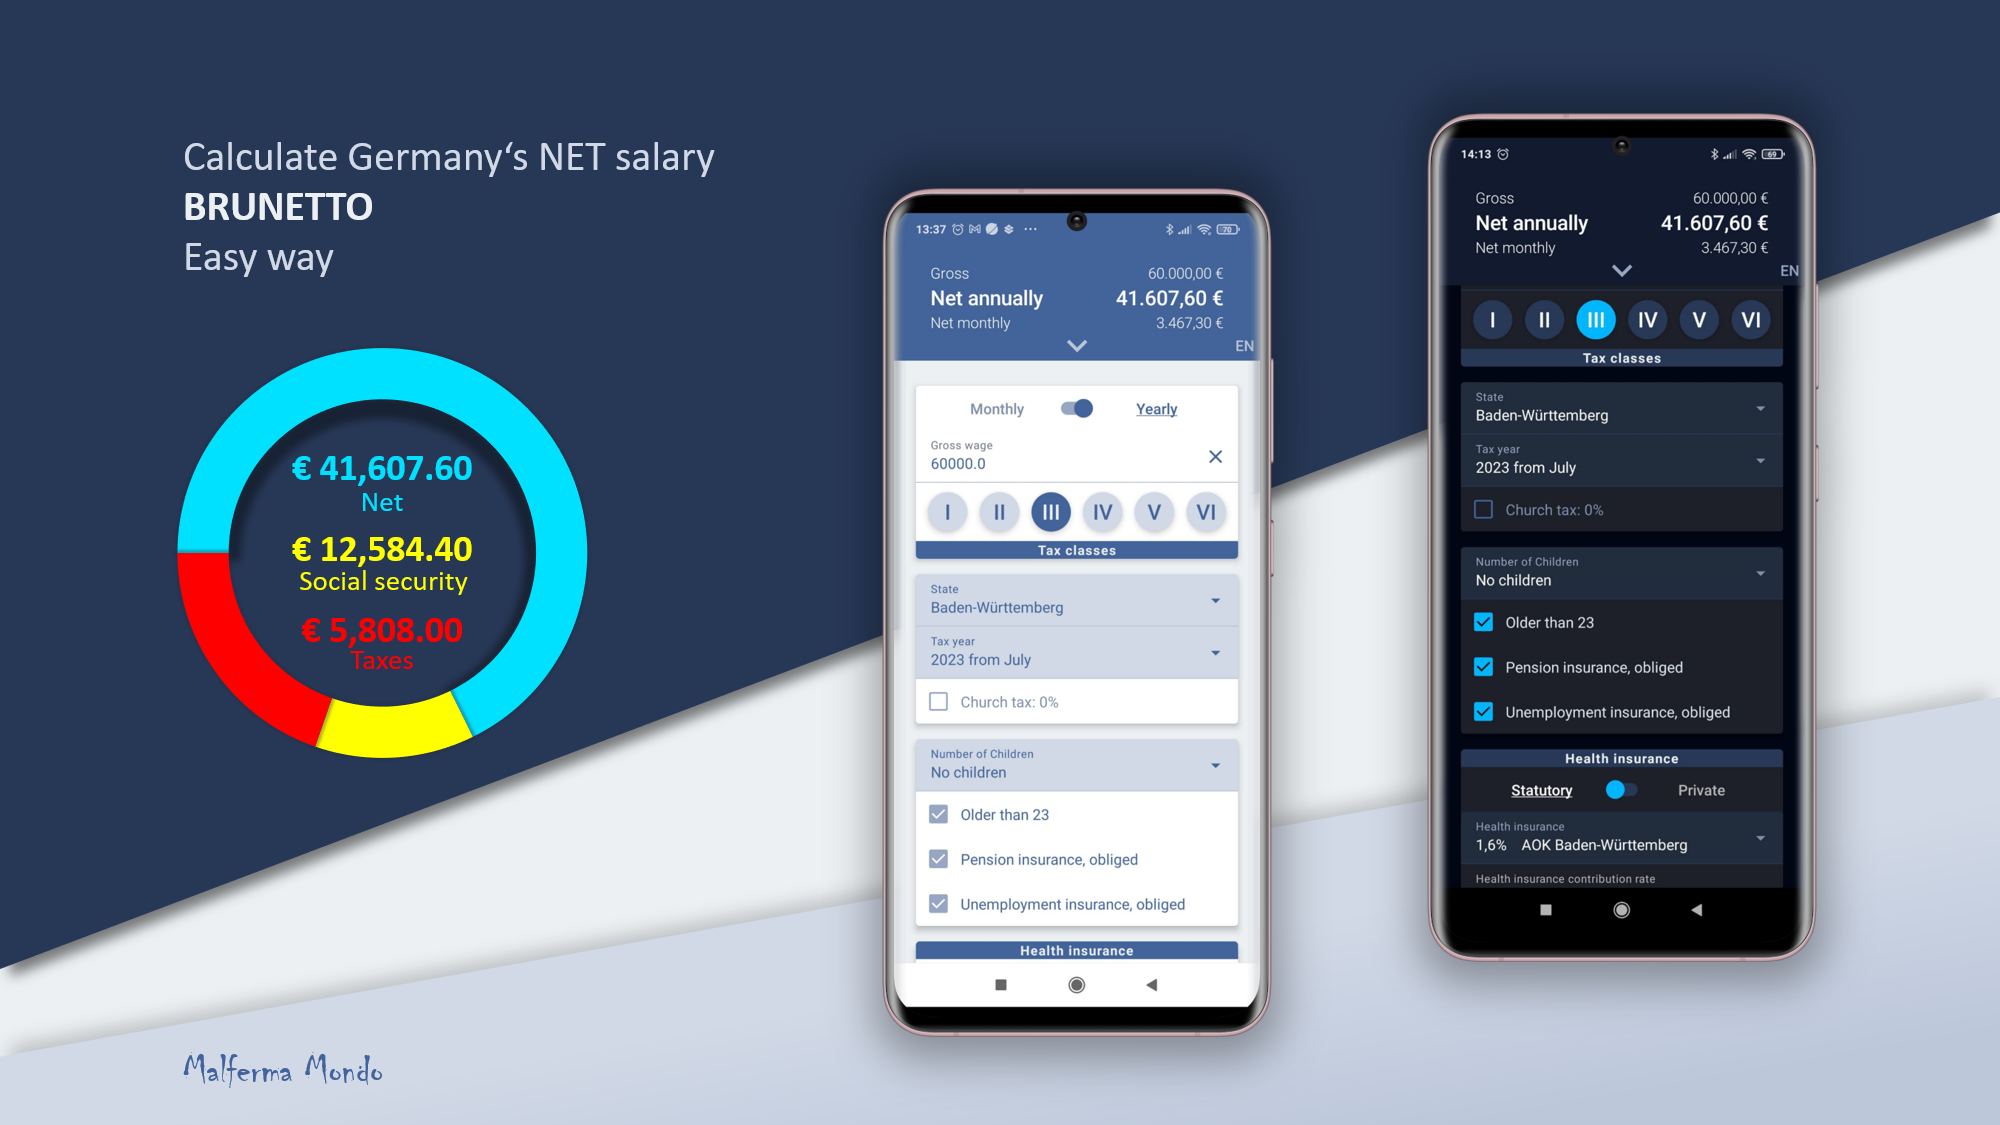 Calculate Germany‘s NET salary
BRUNETTO
Easy way
€ 41,607.60
Net
€ 12,584.40
Social security
€ 5,808.00
Taxes
Malferma Mondo
13:37
70
Gross 60.000,00 €
Net annually 41.607,60 €
Net monthly 3.467,30 €
EN
Monthly Yearly
Gross wage
60000.0
I II III IV V VI
Tax classes
State
Baden-Württemberg
Tax year
2023 from July
Church tax: 0%
Number of Children
No children
Older than 23
Pension insurance, obliged
Unemployment insurance, obliged
Health insurance
14:13
69
Gross 60.000,00 €
Net annually 41.607,60 €
Net monthly 3.467,30 €
EN
I II III IV V VI
Tax classes
State
Baden-Württemberg
Tax year
2023 from July
Church tax: 0%
Number of Children
No children
Older than 23
Pension insurance, obliged
Unemployment insurance, obliged
Health insurance
Statutory Private
Health insurance
1,6% AOK Baden-Württemberg
Health insurance contribution rate